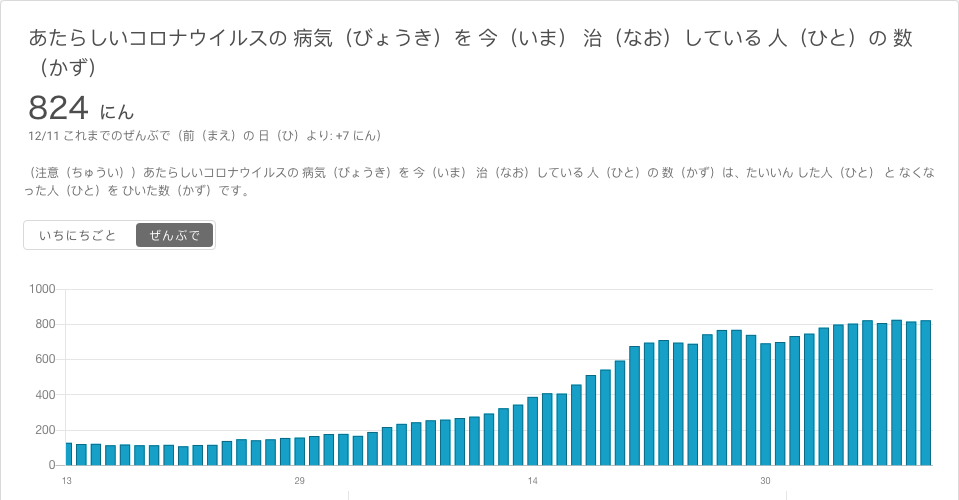 あたらしいコロナウイルスの 病気（びょうき）を 今（いま） 治（なお）している 人（ひと）の 数
（かず）
824 にん
12/11 これまでのぜんぶで（前（まえ）の 日（ひ）より: +7 にん）
（注意（ちゅうい））あたらしいコロナウイルスの 病気（びょうき）を 今（いま） 治（なお）している 人（ひと）の 数（かず）は、たいいん した人（ひと） と なくな
った人（ひと）を ひいた数（かず）です。
いちにちごと ぜんぶで
1000
800
600
400
200
0
13 29 14 30